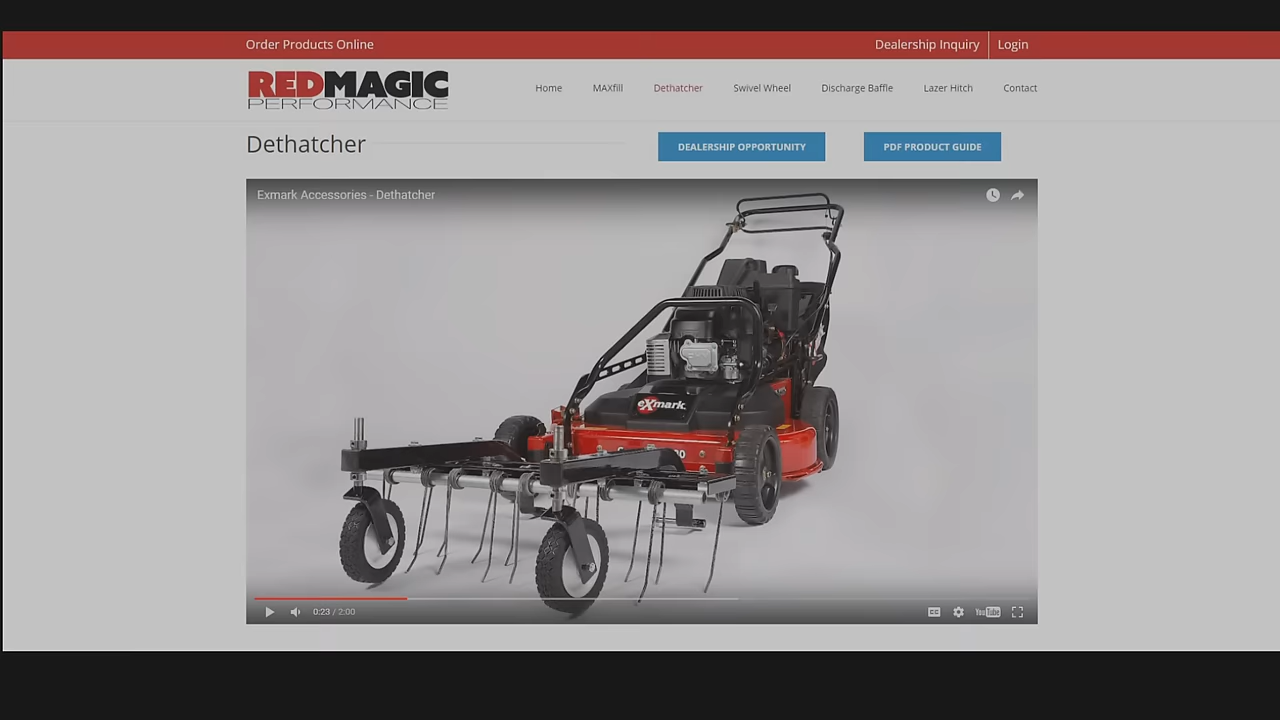 Order Products Online
Dealership Inquiry
Login
REDMAGIC
PERFORMANCE
Home
MAXfill
Dethatcher
Swivel Wheel
Discharge Baffle
Lazer Hitch
Contact
Dethatcher
DEALERSHIP OPPORTUNITY
PDF PRODUCT GUIDE
Exmark Accessories - Dethatcher
eXmark
0:23 / 2:00
CC
YouTube